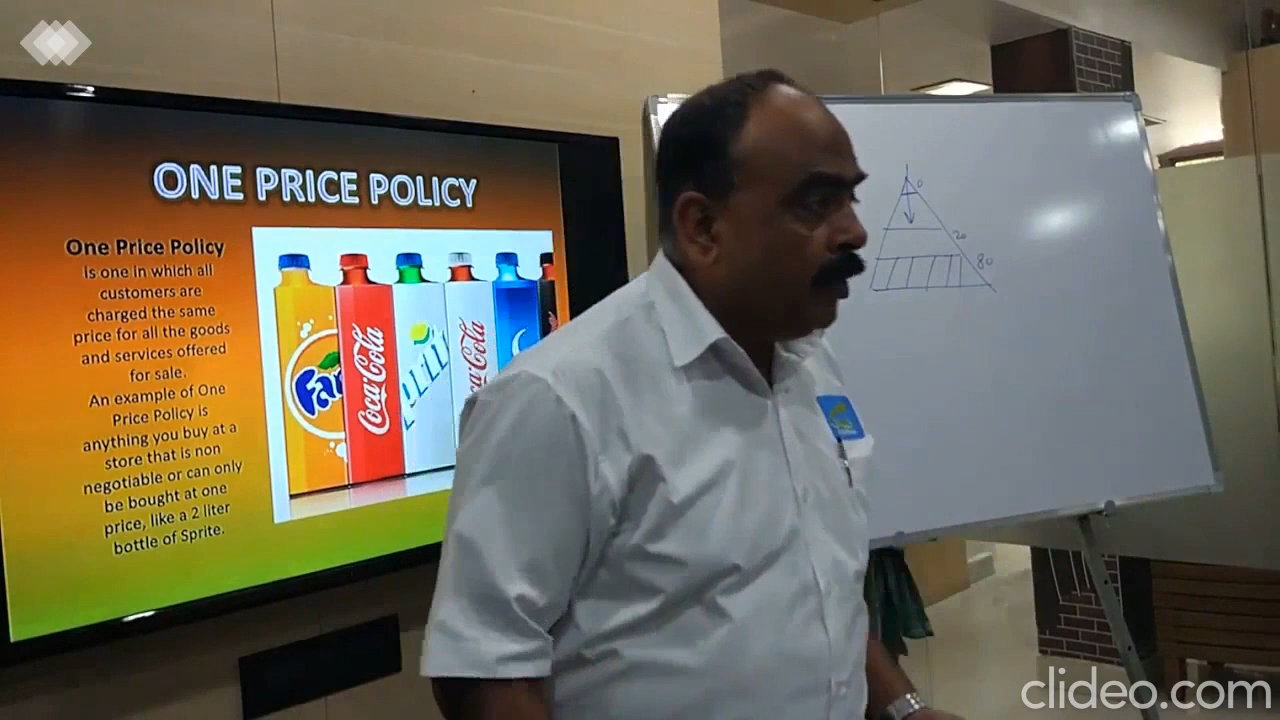 ONE PRICE POLICY
One Price Policy
is one in which all
customers are
charged the same
price for all the goods
and services offered
for sale.
An example of One
Price Policy is
anything you buy at a
store that is non
negotiable or can only
be bought at one
price, like a 2 liter
bottle of Sprite.
Coca-Cola
0
20
80
clideo.com